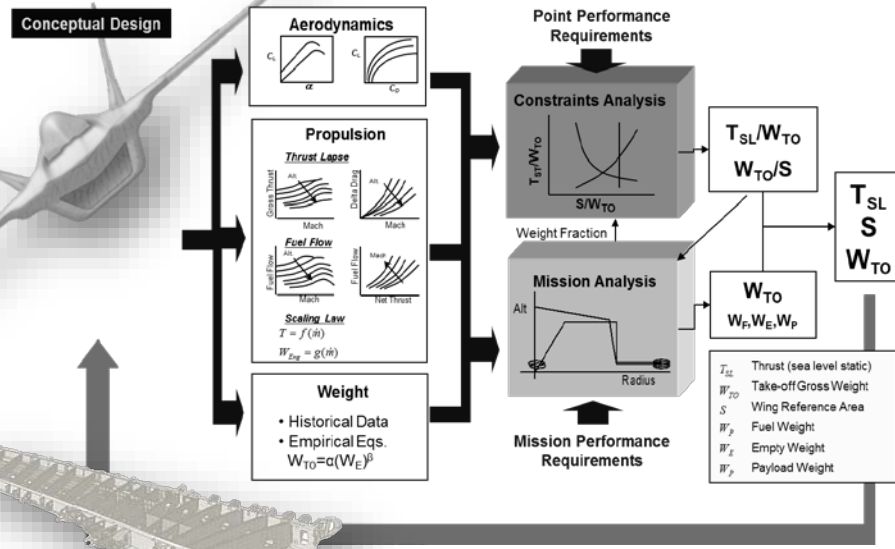 Conceptual Design
Aerodynamics
C_L
α
C_L
C_D
Propulsion
Thrust Lapse
Gross Thrust
Alt.
Mach
Delta Drag
Alt.
Mach
Fuel Flow
Fuel Flow
Alt.
Mach
Fuel Flow
Mach
Net Thrust
Scaling Law
T = f(ṁ)
W_Eng = g(ṁ)
Weight
• Historical Data
• Empirical Eqs.
W_TO=α(W_E)^β
Point Performance
Requirements
Constraints Analysis
T_ST/W_TO
S/W_TO
Weight Fraction
Mission Analysis
Alt
Radius
Mission Performance
Requirements
T_SL/W_TO
W_TO/S
W_TO
W_F,W_E,W_P
T_SL
S
W_TO
T_SL Thrust (sea level static)
W_TO Take-off Gross Weight
S Wing Reference Area
W_P Fuel Weight
W_E Empty Weight
W_P Payload Weight